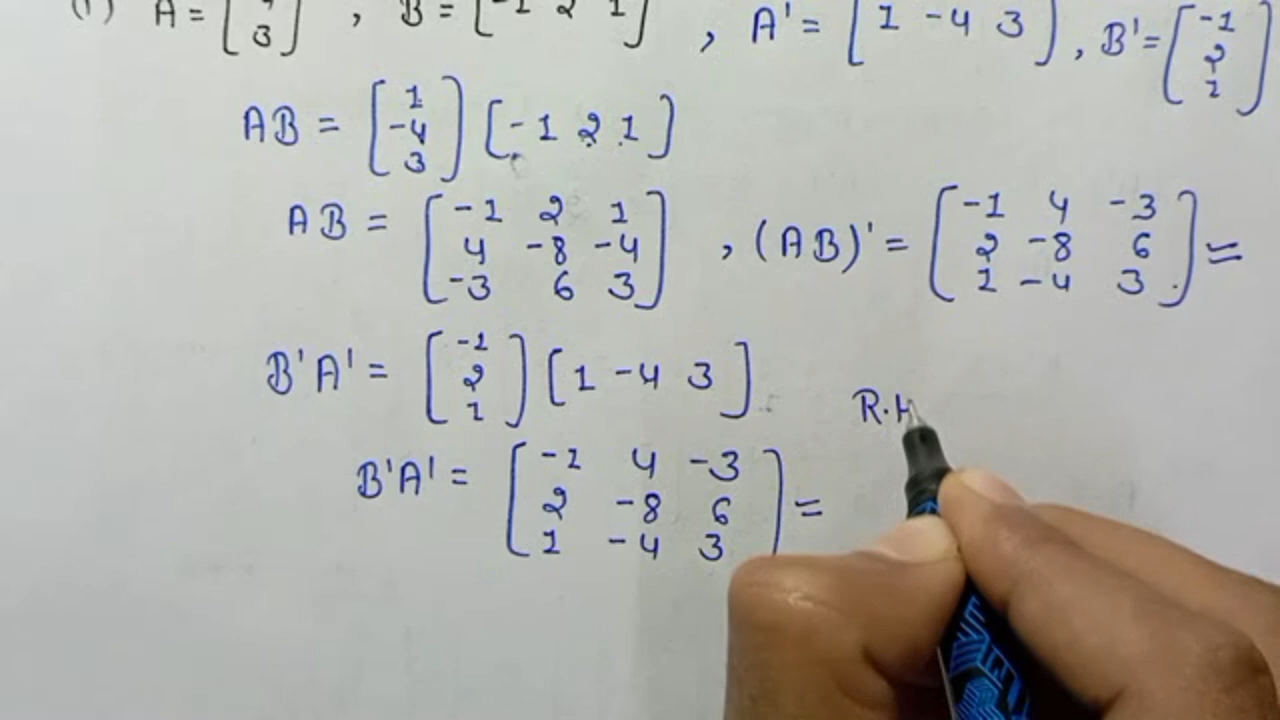 (i) A = [ 3 ] , B = [ -1 2 1 ] , A' = [ 1 -4 3 ] , B' = [ -1 2 1 ]
AB = [ 1 -4 3 ] [ -1 2 1 ]
AB = [ -1 2 1
4 -8 -4
-3 6 3 ] , (AB)' = [ -1 4 -3
2 -8 6
1 -4 3 ] =
B'A' = [ -1 2 1 ] [ 1 -4 3 ]
R.H
B'A' = [ -1 4 -3
2 -8 6
1 -4 3 ] =